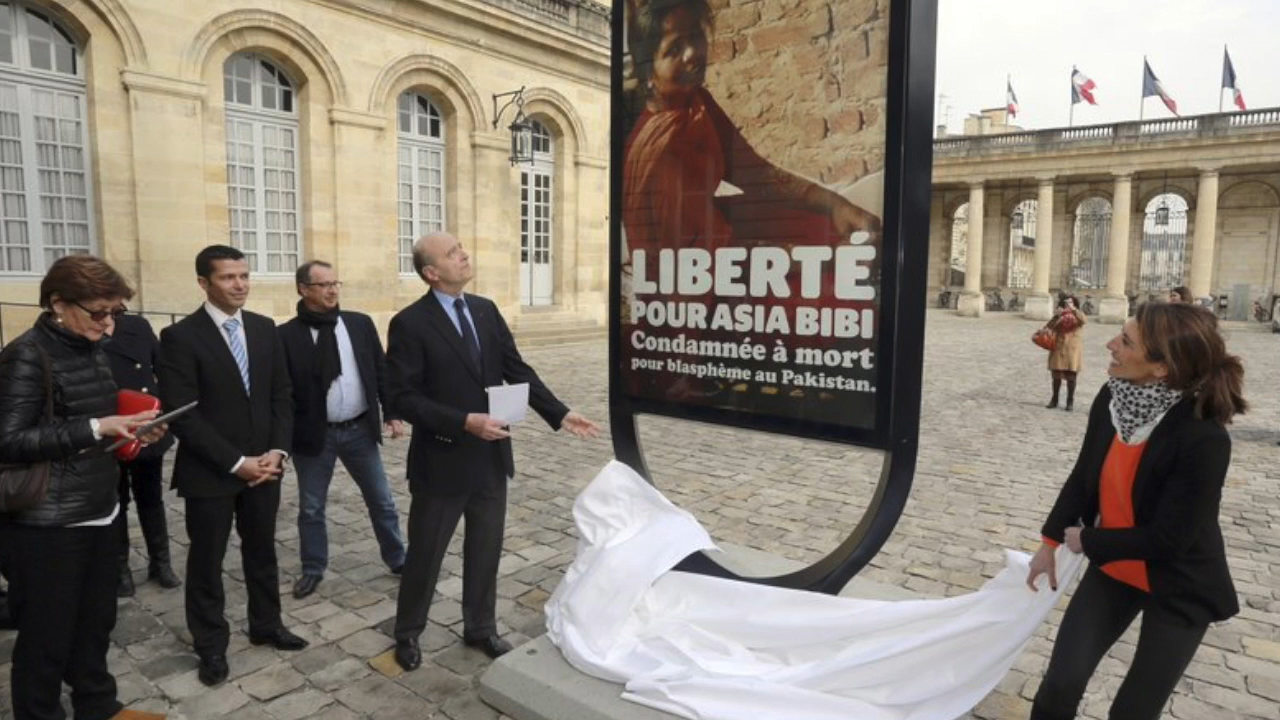 LIBERTÉ
POUR ASIA BIBI
Condamnée à mort
pour blasphème au Pakistan.